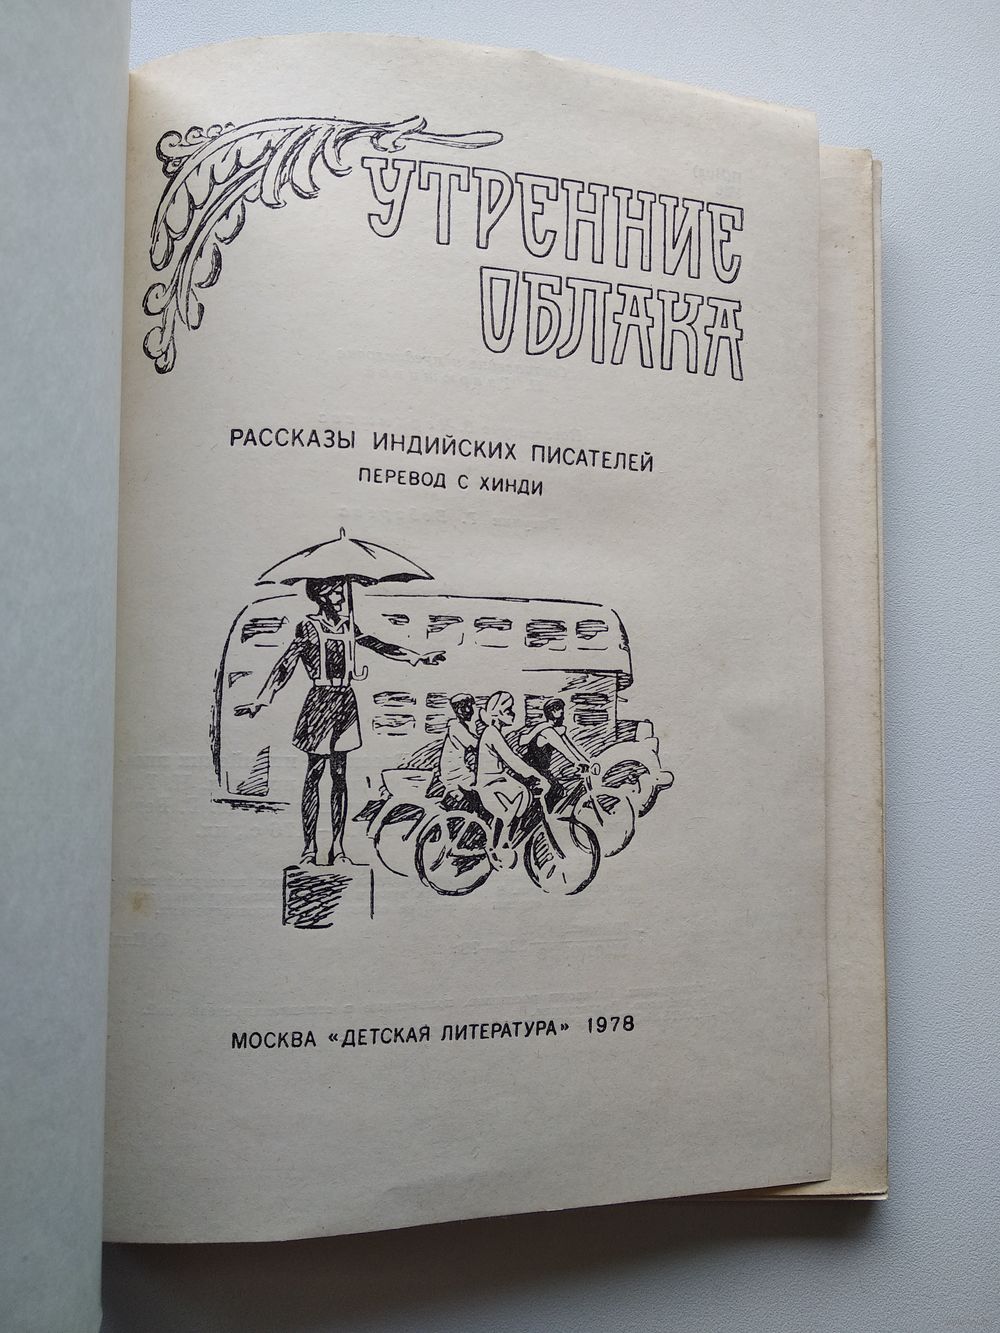 УТРЕННИЕ
ОБЛАКА
РАССКАЗЫ ИНДИЙСКИХ ПИСАТЕЛЕЙ
ПЕРЕВОД С ХИНДИ
МОСКВА «ДЕТСКАЯ ЛИТЕРАТУРА» 1978